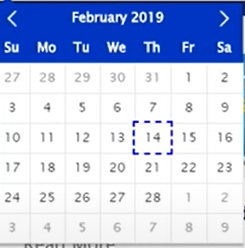 February 2019
Su Mo Tu We Th Fr Sa
27 28 29 30 31 1 2
3 4 5 6 7 8 9
10 11 12 13 14 15 16
17 18 19 20 21 22 23
24 25 26 27 28 1 2
3 4 5 6 7 8 9
Read More